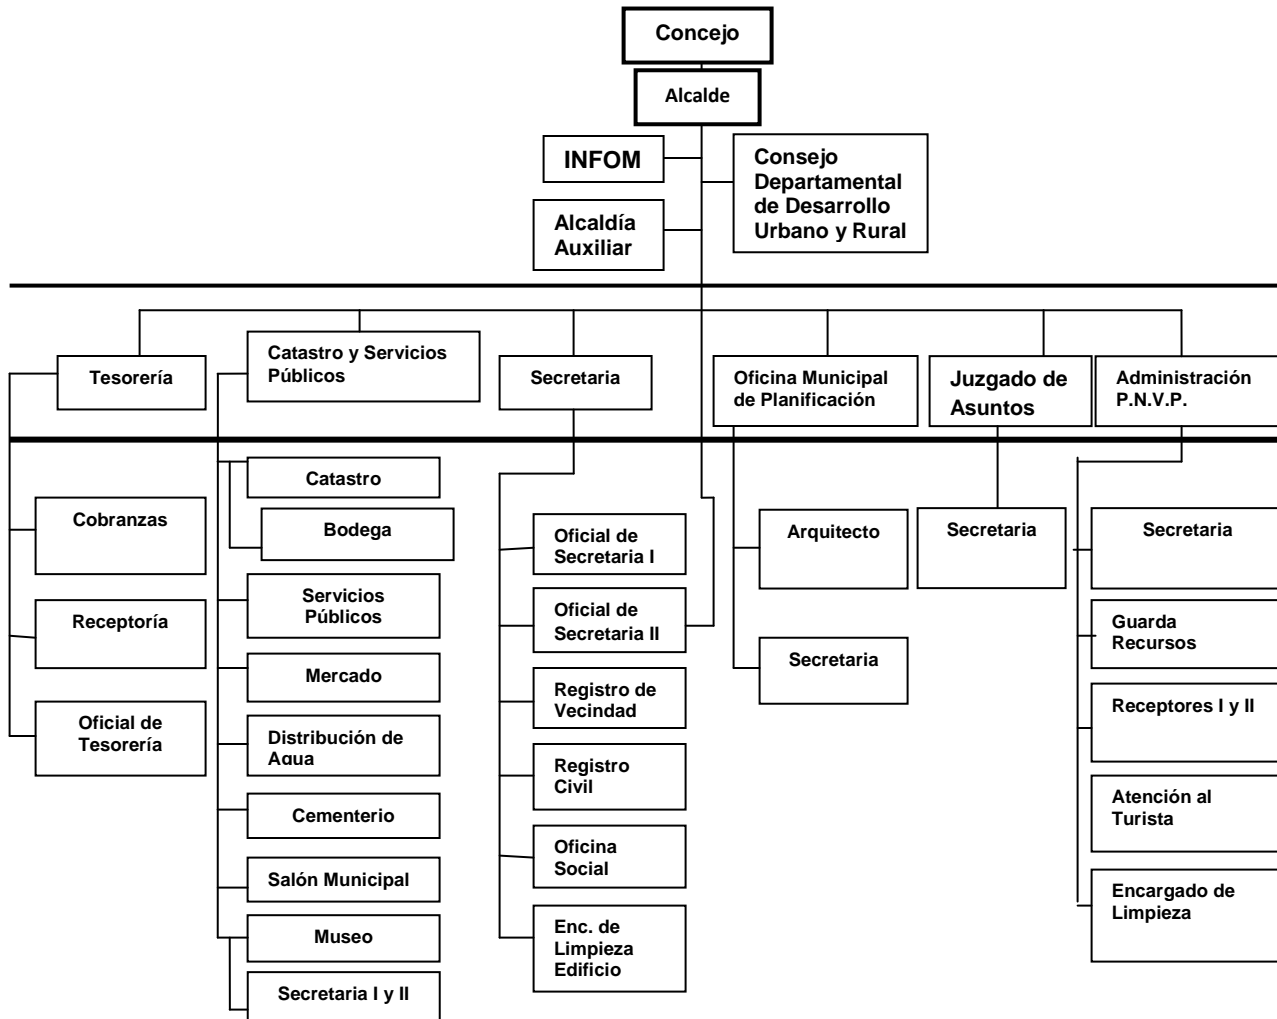 Concejo
Alcalde
INFOM
Consejo
Departamental
de Desarrollo
Urbano y Rural
Alcaldía
Auxiliar
Tesorería
Catastro y Servicios
Públicos
Secretaria
Oficina Municipal
de Planificación
Juzgado de
Asuntos
Administración
P.N.V.P.
Cobranzas
Receptoría
Oficial de
Tesorería
Catastro
Bodega
Servicios
Públicos
Mercado
Distribución de
Agua
Cementerio
Salón Municipal
Museo
Secretaria I y II
Oficial de
Secretaria I
Oficial de
Secretaria II
Registro de
Vecindad
Registro
Civil
Oficina
Social
Enc. de
Limpieza
Edificio
Arquitecto
Secretaria
Secretaria
Secretaria
Guarda
Recursos
Receptores I y II
Atención al
Turista
Encargado de
Limpieza